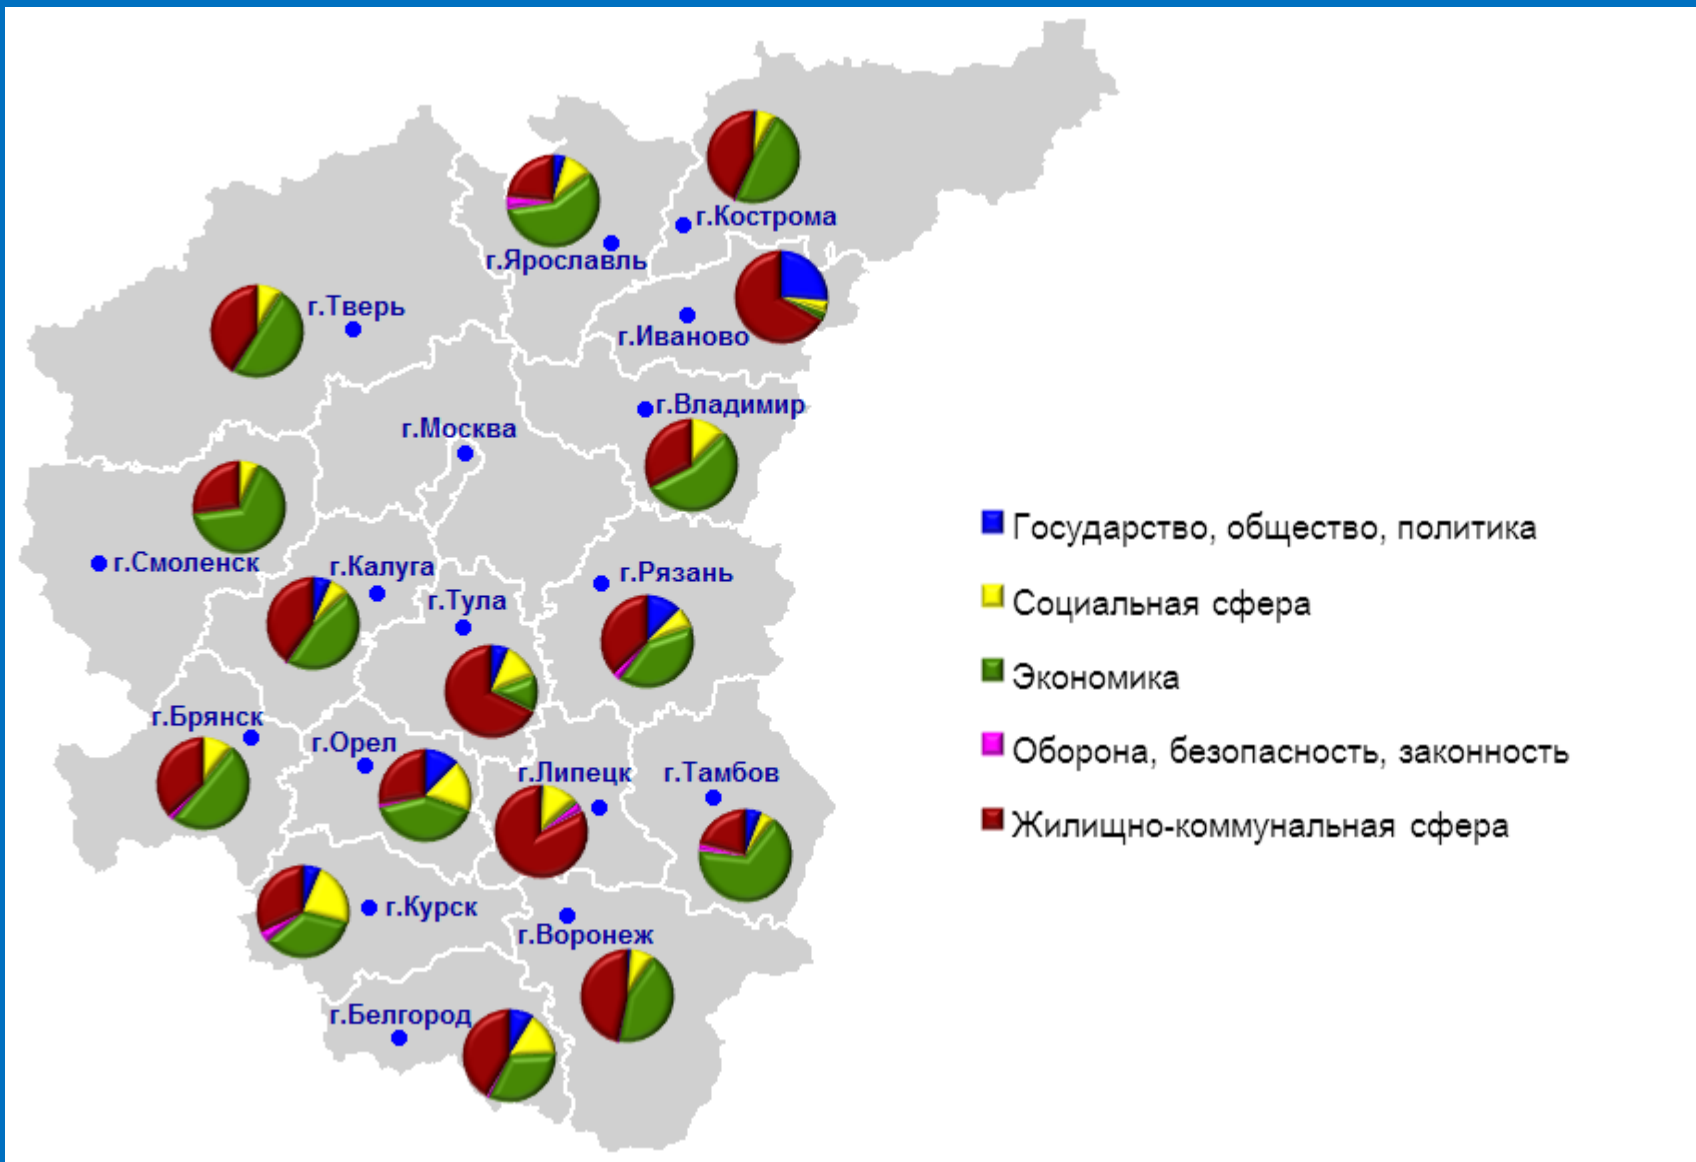 г.Кострома
г.Ярославль
г.Тверь
г.Иваново
г.Владимир
г.Москва
г.Смоленск
г.Калуга
г.Рязань
г.Тула
г.Брянск
г.Орел
г.Липецк
г.Тамбов
г.Курск
г.Воронеж
г.Белгород
Государство, общество, политика
Социальная сфера
Экономика
Оборона, безопасность, законность
Жилищно-коммунальная сфера